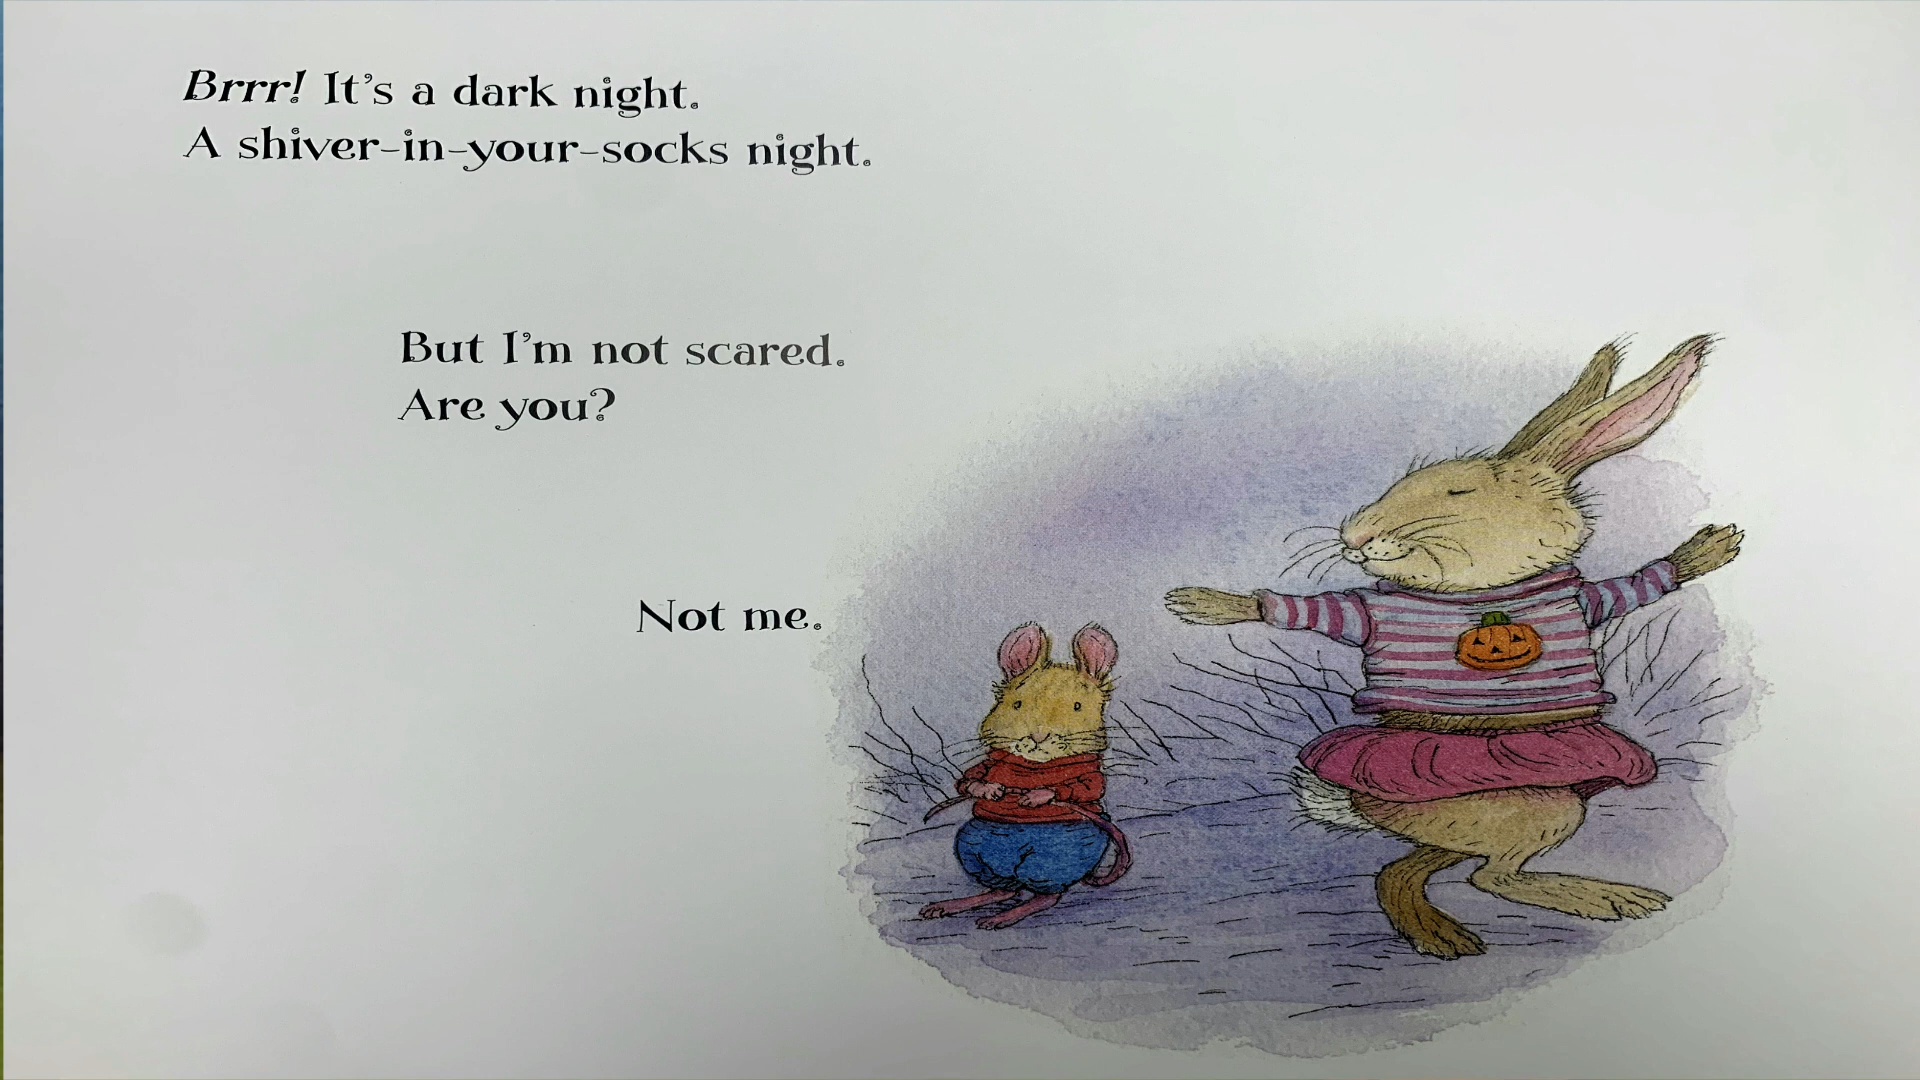 Brrr! It's a dark night.
A shiver-in-your-socks night.
But I'm not scared.
Are you?
Not me.